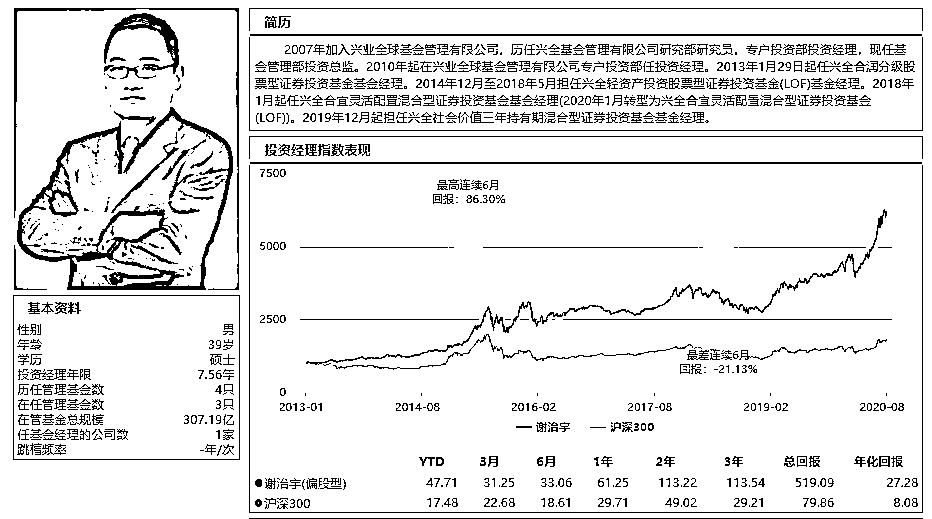 简历
2007年加入兴业全球基金管理有限公司，历任兴全基金管理有限公司研究部研究员，专户投资部投资经理，现任基
金管理部投资总监。2010年起在兴业全球基金管理有限公司专户投资部任投资经理。2013年1月29日起任兴全合润分级股
票型证券投资基金基金经理。2014年12月至2018年5月担任兴全轻资产投资股票型证券投资基金(LOF)基金经理。2018年
1月起任兴全合宜灵活配置混合型证券投资基金基金经理(2020年1月转型为兴全合宜灵活配置混合型证券投资基金
(LOF))。2019年12月起担任兴全社会价值三年持有期混合型证券投资基金基金经理。
基本资料
性别 男
年龄 39岁
学历 硕士
投资经理年限 7.56年
历任管理基金数 4只
在任管理基金数 3只
在管基金总规模 307.19亿
任基金经理的公司数 1家
跳槽频率 -年/次
投资经理指数表现
7500
最高连续6月
回报：86.30%
5000
2500
最差连续6月
回报：-21.13%
0
2013-01 2014-08 2016-02 2017-08 2019-02 2020-08
谢治宇 沪深300
YTD 3月 6月 1年 2年 3年 总回报 年化回报
谢治宇(偏股型) 47.71 31.25 33.06 61.25 113.22 113.54 519.09 27.28
沪深300 17.48 22.68 18.61 29.71 49.02 29.21 79.86 8.08